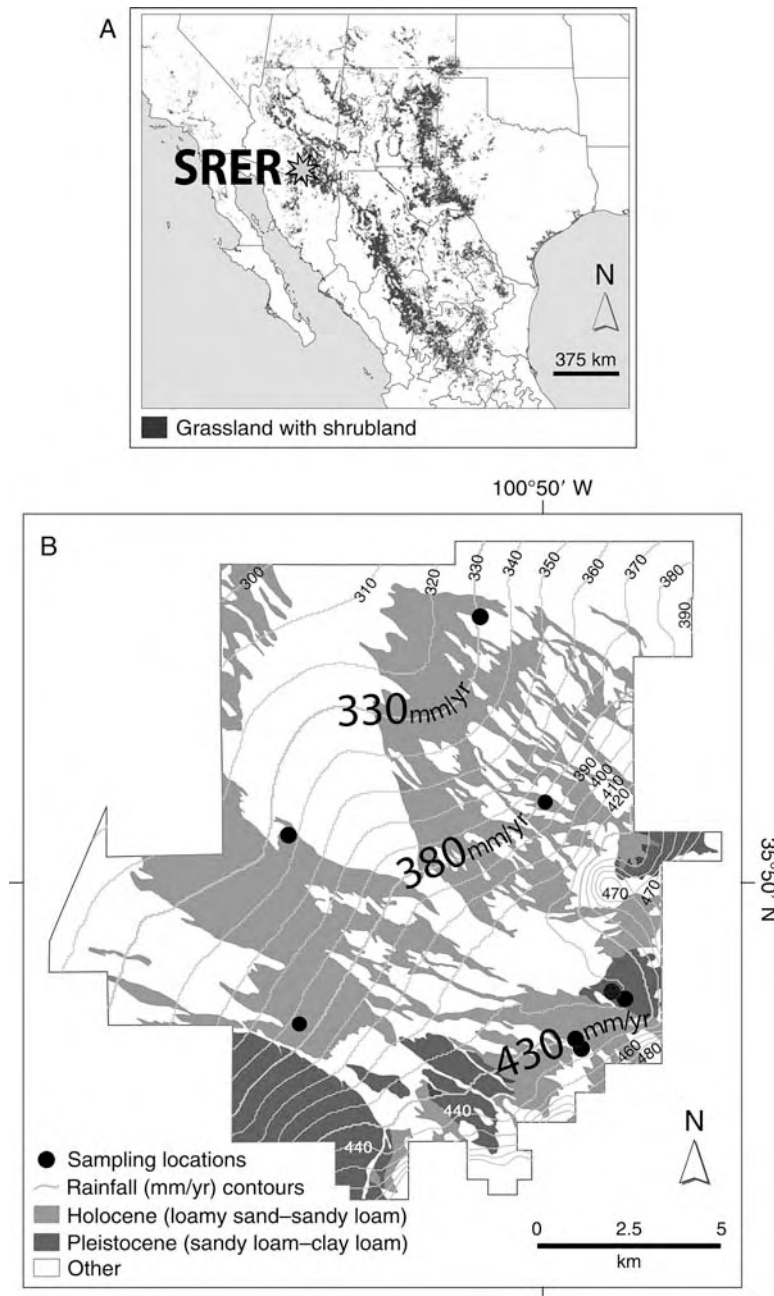 A
SRER
N
375 km
Grassland with shrubland
100°50' W
B
300
310
320
330
340
350
360
370
380
390
330mm/yr
390
400
410
420
380mm/yr
470
470
35°50' N
430mm/yr
460
480
440
440
N
Sampling locations
Rainfall (mm/yr) contours
Holocene (loamy sand–sandy loam)
Pleistocene (sandy loam–clay loam)
Other
0 2.5 5
km